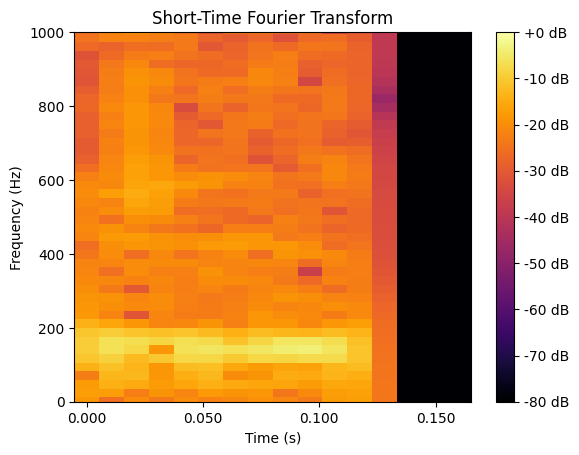 Short-Time Fourier Transform
1000
800
600
400
200
0
Frequency (Hz)
0.000
0.050
0.100
0.150
Time (s)
+0 dB
-10 dB
-20 dB
-30 dB
-40 dB
-50 dB
-60 dB
-70 dB
-80 dB